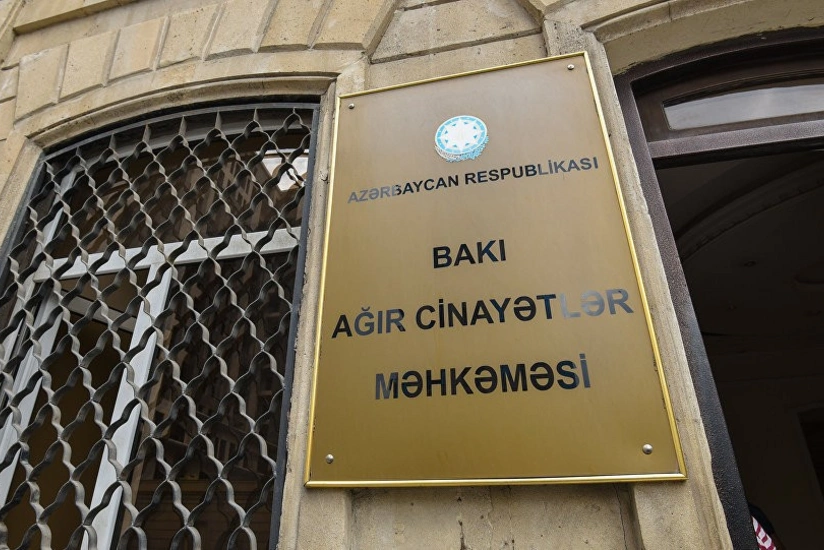 AZƏRBAYCAN RESPUBLİKASI
BAKI
AĞIR CİNAYƏTLƏR
MƏHKƏMƏSİ